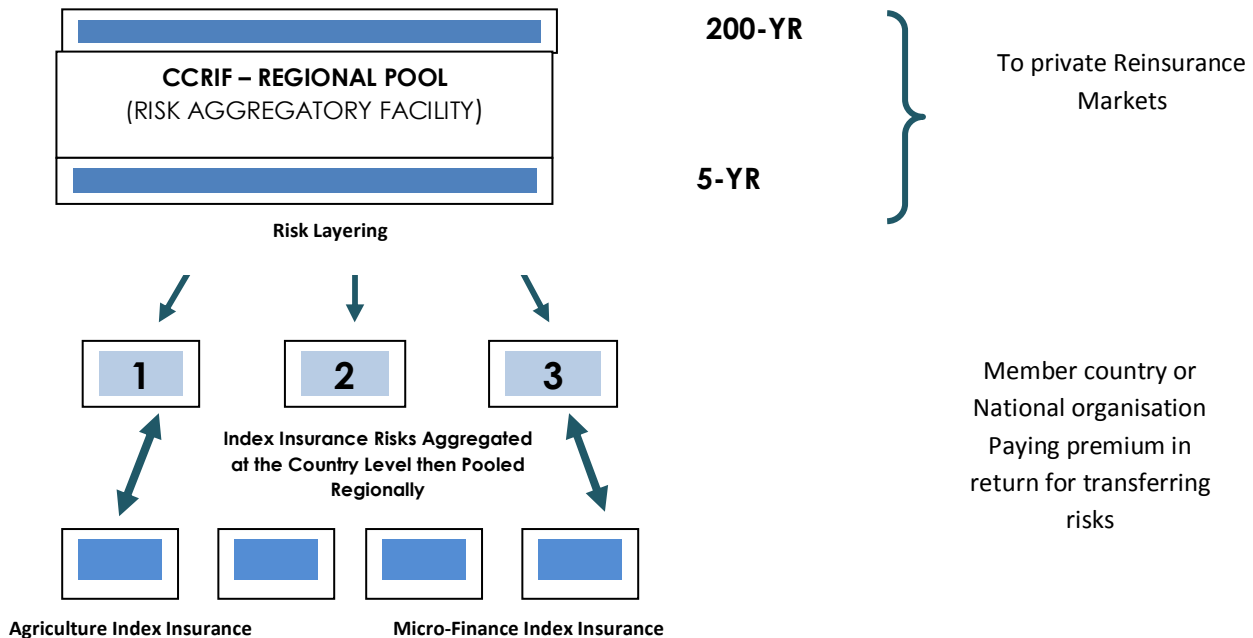 200-YR
CCRIF – REGIONAL POOL
(RISK AGGREGATORY FACILITY)
To private Reinsurance
Markets
5-YR
Risk Layering
1
2
3
Index Insurance Risks Aggregated
at the Country Level then Pooled
Regionally
Member country or
National organisation
Paying premium in
return for transferring
risks
Agriculture Index Insurance
Micro-Finance Index Insurance